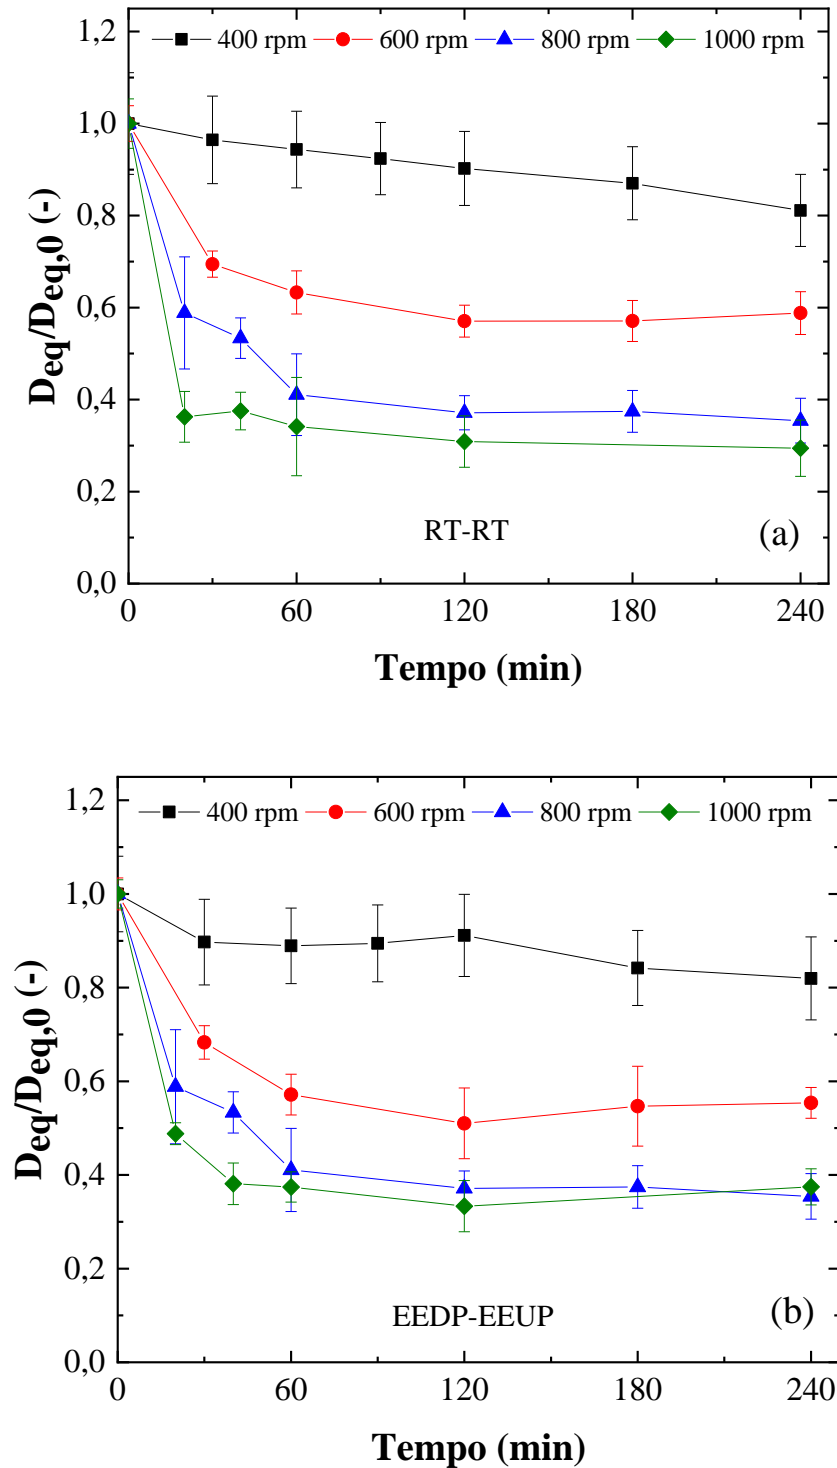 400 rpm 600 rpm 800 rpm 1000 rpm
1,2
1,0
0,8
0,6
0,4
0,2
0,0
Deq/Deq,0 (-)
RT-RT
(a)
0 60 120 180 240
Tempo (min)
400 rpm 600 rpm 800 rpm 1000 rpm
1,2
1,0
0,8
0,6
0,4
0,2
0,0
Deq/Deq,0 (-)
EEDP-EEUP
(b)
0 60 120 180 240
Tempo (min)